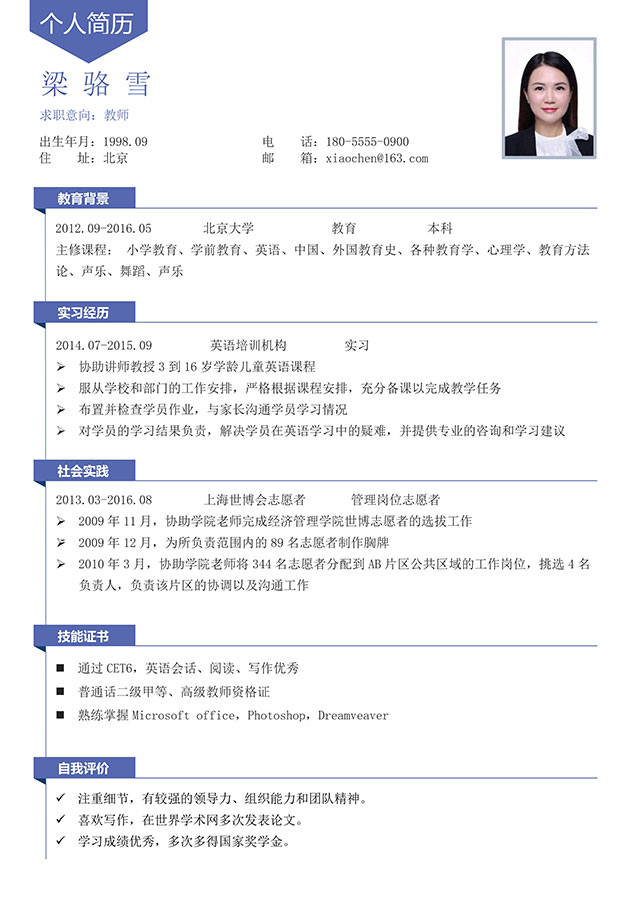 个人简历
梁骆雪
求职意向：教师
出生年月：1998.09 电 话：180-5555-0900
住 址：北京 邮 箱：xiaochen@163.com
教育背景
2012.09-2016.05 北京大学 教育 本科
主修课程： 小学教育、学前教育、英语、中国、外国教育史、各种教育学、心理学、教育方法
论、声乐、舞蹈、声乐
实习经历
2014.07-2015.09 英语培训机构 实习
➢ 协助讲师教授 3 到 16 岁学龄儿童英语课程
➢ 服从学校和部门的工作安排，严格根据课程安排，充分备课以完成教学任务
➢ 布置并检查学员作业，与家长沟通学员学习情况
➢ 对学员的学习结果负责，解决学员在英语学习中的疑难，并提供专业的咨询和学习建议
社会实践
2013.03-2016.08 上海世博会志愿者 管理岗位志愿者
➢ 2009 年 11 月，协助学院老师完成经济管理学院世博志愿者的选拔工作
➢ 2009 年 12 月，为所负责范围内的 89 名志愿者制作胸牌
➢ 2010 年 3 月，协助学院老师将 344 名志愿者分配到 AB 片区公共区域的工作岗位，挑选 4 名
负责人，负责该片区的协调以及沟通工作
技能证书
■ 通过 CET6，英语会话、阅读、写作优秀
■ 普通话二级甲等、高级教师资格证
■ 熟练掌握 Microsoft office，Photoshop，Dreamveaver
自我评价
✓ 注重细节，有较强的领导力、组织能力和团队精神。
✓ 喜欢写作，在世界学术网多次发表论文。
✓ 学习成绩优秀，多次多得国家奖学金。